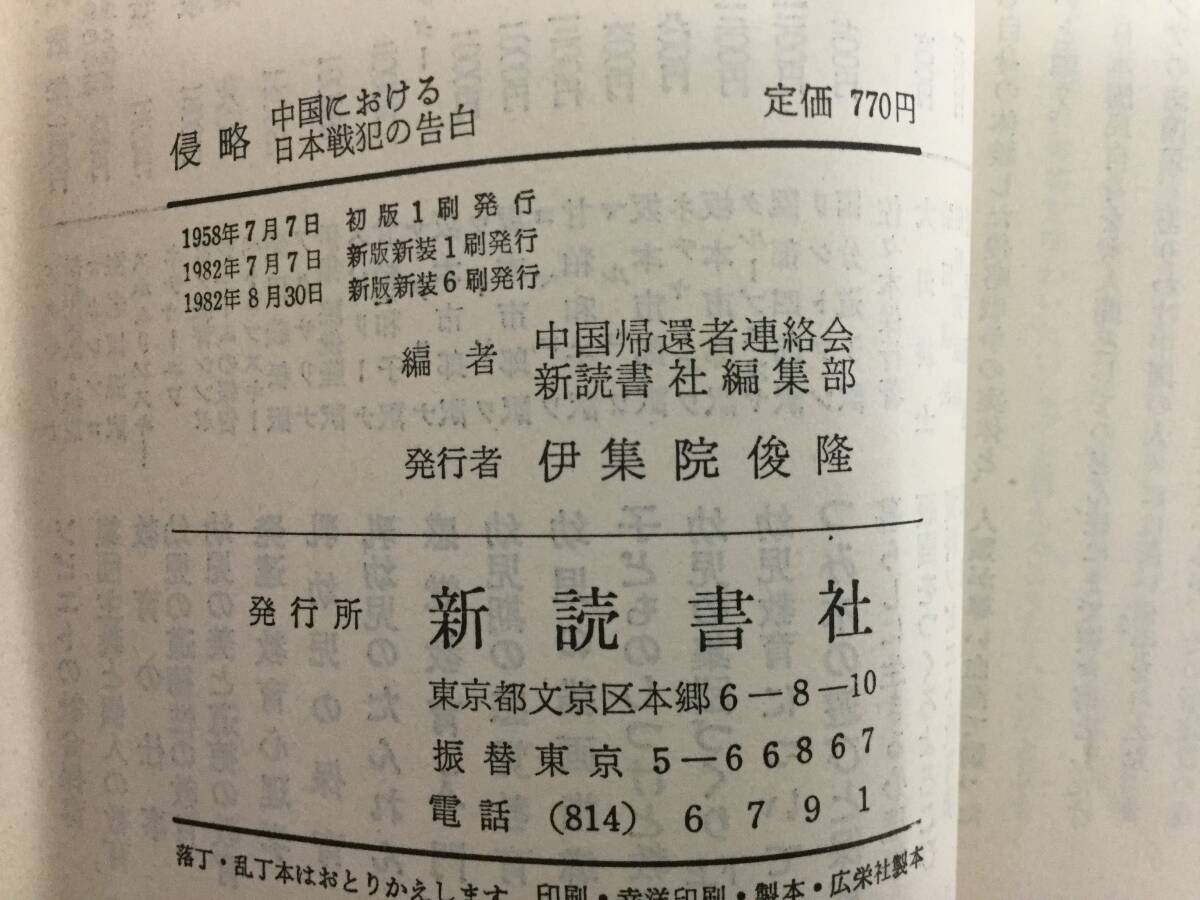 侵略 中国における
日本戦犯の告白
定価 770円
1958年7月7日 初版1刷発行
1982年7月7日 新版新装1刷発行
1982年8月30日 新版新装6刷発行
編者 中国帰還者連絡会
新読書社編集部
発行者 伊集院俊隆
発行所 新読書社
東京都文京区本郷6-8-10
振替東京 5-66867
電話 (814) 6791
落丁・乱丁本はおとりかえします 印刷・幸洋印刷・製本・広栄社製本